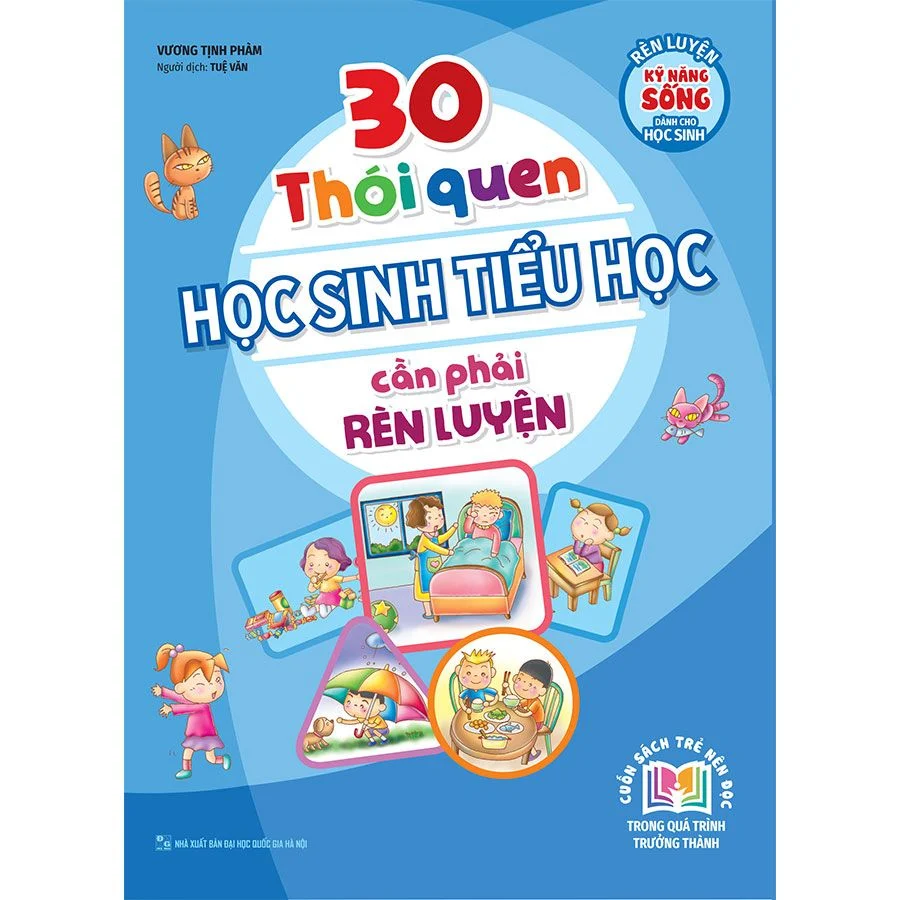 VƯƠNG TỊNH PHÀM
Người dịch: TUỆ VĂN
RÈN LUYỆN
KỸ NĂNG
SỐNG
DÀNH CHO
HỌC SINH
30
Thói quen
HỌC SINH TIỂU HỌC
cần phải
RÈN LUYỆN
CUỐN SÁCH TRẺ NÊN ĐỌC
TRONG QUÁ TRÌNH
TRƯỞNG THÀNH
NHÀ XUẤT BẢN ĐẠI HỌC QUỐC GIA HÀ NỘI